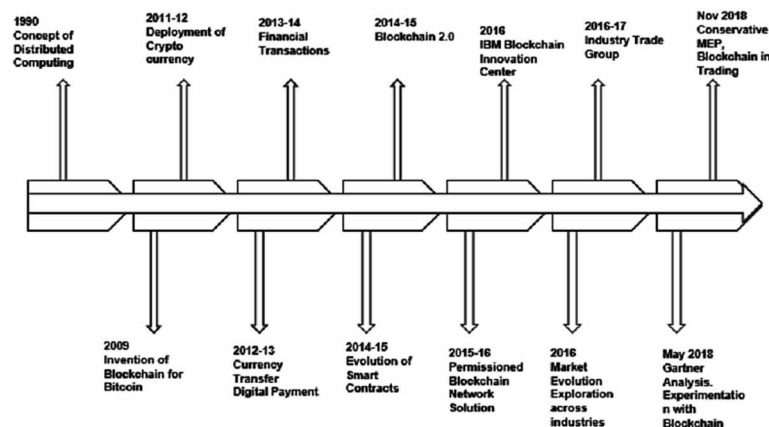 1990
Concept of
Distributed
Computing
2011-12
Deployment of
Crypto
currency
2013-14
Financial
Transactions
2014-15
Blockchain 2.0
2016
IBM Blockchain
Innovation
Center
2016-17
Industry Trade
Group
Nov 2018
Conservative
MEP,
Blockchain in
Trading
2009
Invention of
Blockchain for
Bitcoin
2012-13
Currency
Transfer
Digital Payment
2014-15
Evolution of
Smart
Contracts
2015-16
Permissioned
Blockchain
Network
Solution
2016
Market
Evolution
Exploration
across
industries
May 2018
Gartner
Analysis.
Experimentatio
n with
Blockchain